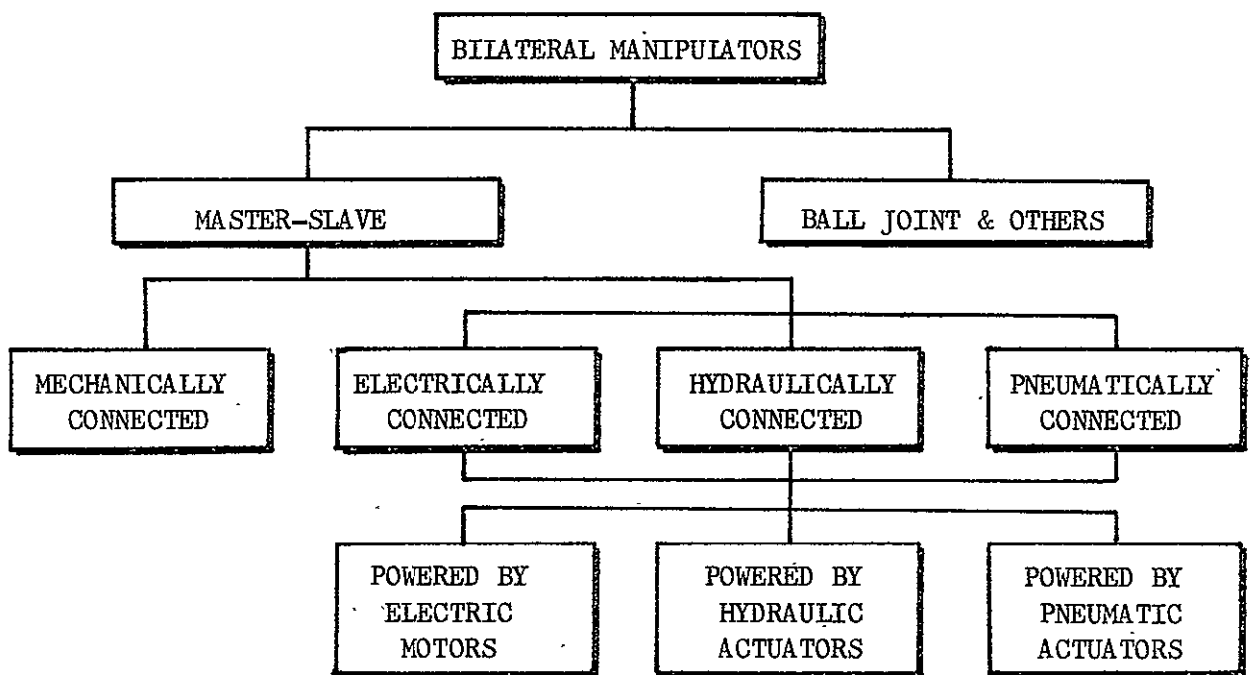 BILATERAL MANIPULATORS
MASTER-SLAVE
BALL JOINT & OTHERS
MECHANICALLY
CONNECTED
ELECTRICALLY
CONNECTED
HYDRAULICALLY
CONNECTED
PNEUMATICALLY
CONNECTED
POWERED BY
ELECTRIC
MOTORS
POWERED BY
HYDRAULIC
ACTUATORS
POWERED BY
PNEUMATIC
ACTUATORS